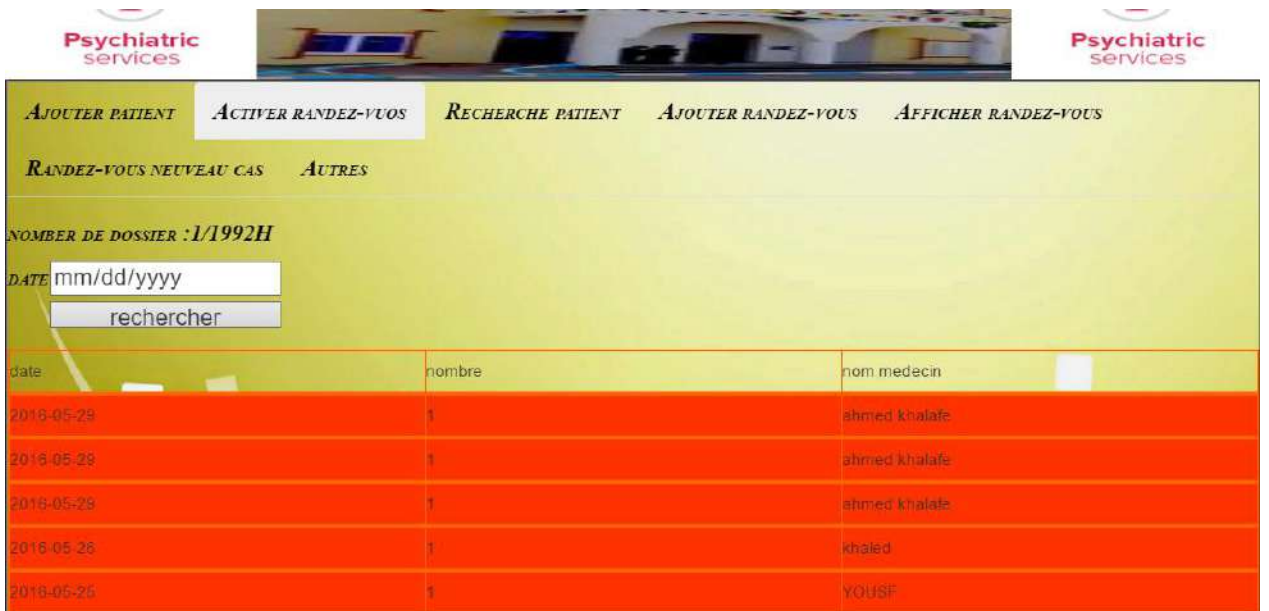 Psychiatric
services
Psychiatric
services
AJOUTER PATIENT ACTIVER RANDEZ-VUOS RECHERCHE PATIENT AJOUTER RANDEZ-VOUS AFFICHER RANDEZ-VOUS
RANDEZ-VOUS NEUVEAU CAS AUTRES
NOMBER DE DOSSIER :1/1992H
DATE mm/dd/yyyy
rechercher
date nombre nom medecin
2016-05-29 1 ahmed khalafe
2016-05-29 1 ahmed khalafe
2016-05-29 1 ahmed khalafe
2016-05-26 1 khaled
2016-05-25 1 YOUSF